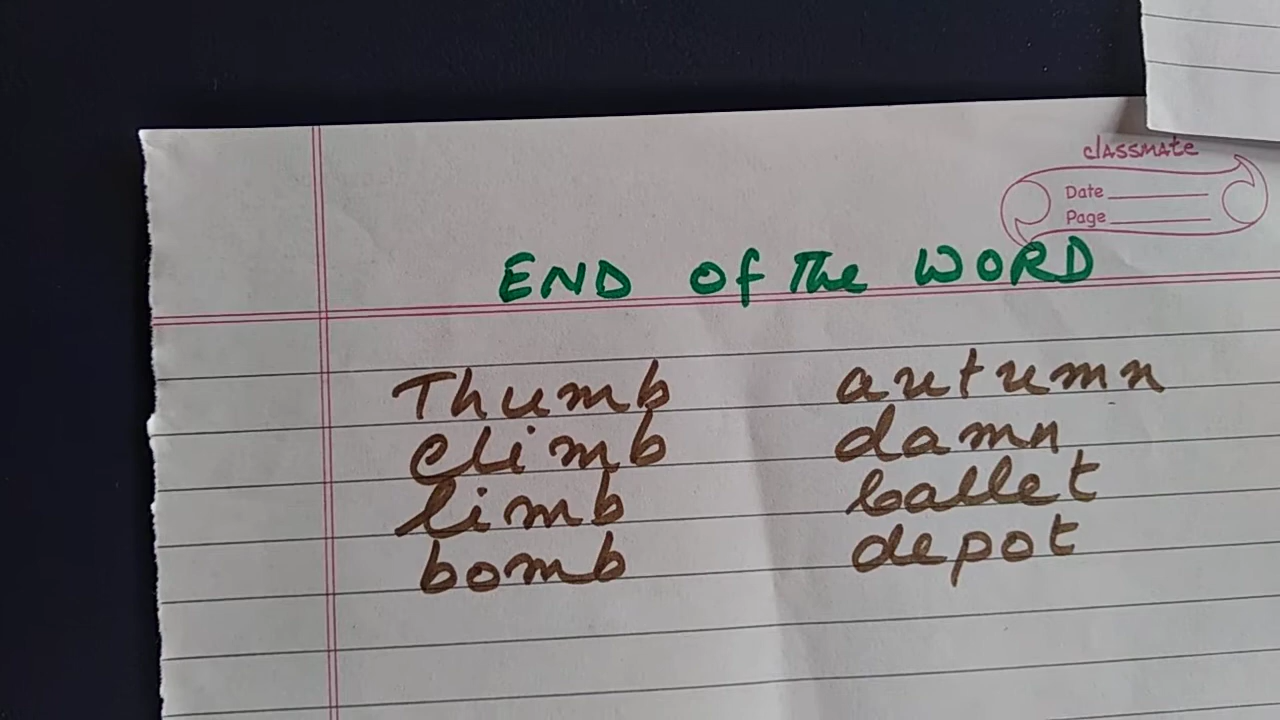 classmate
Date
Page
END of The WORD
Thumb autumn
climb damn
limb ballet
bomb depot